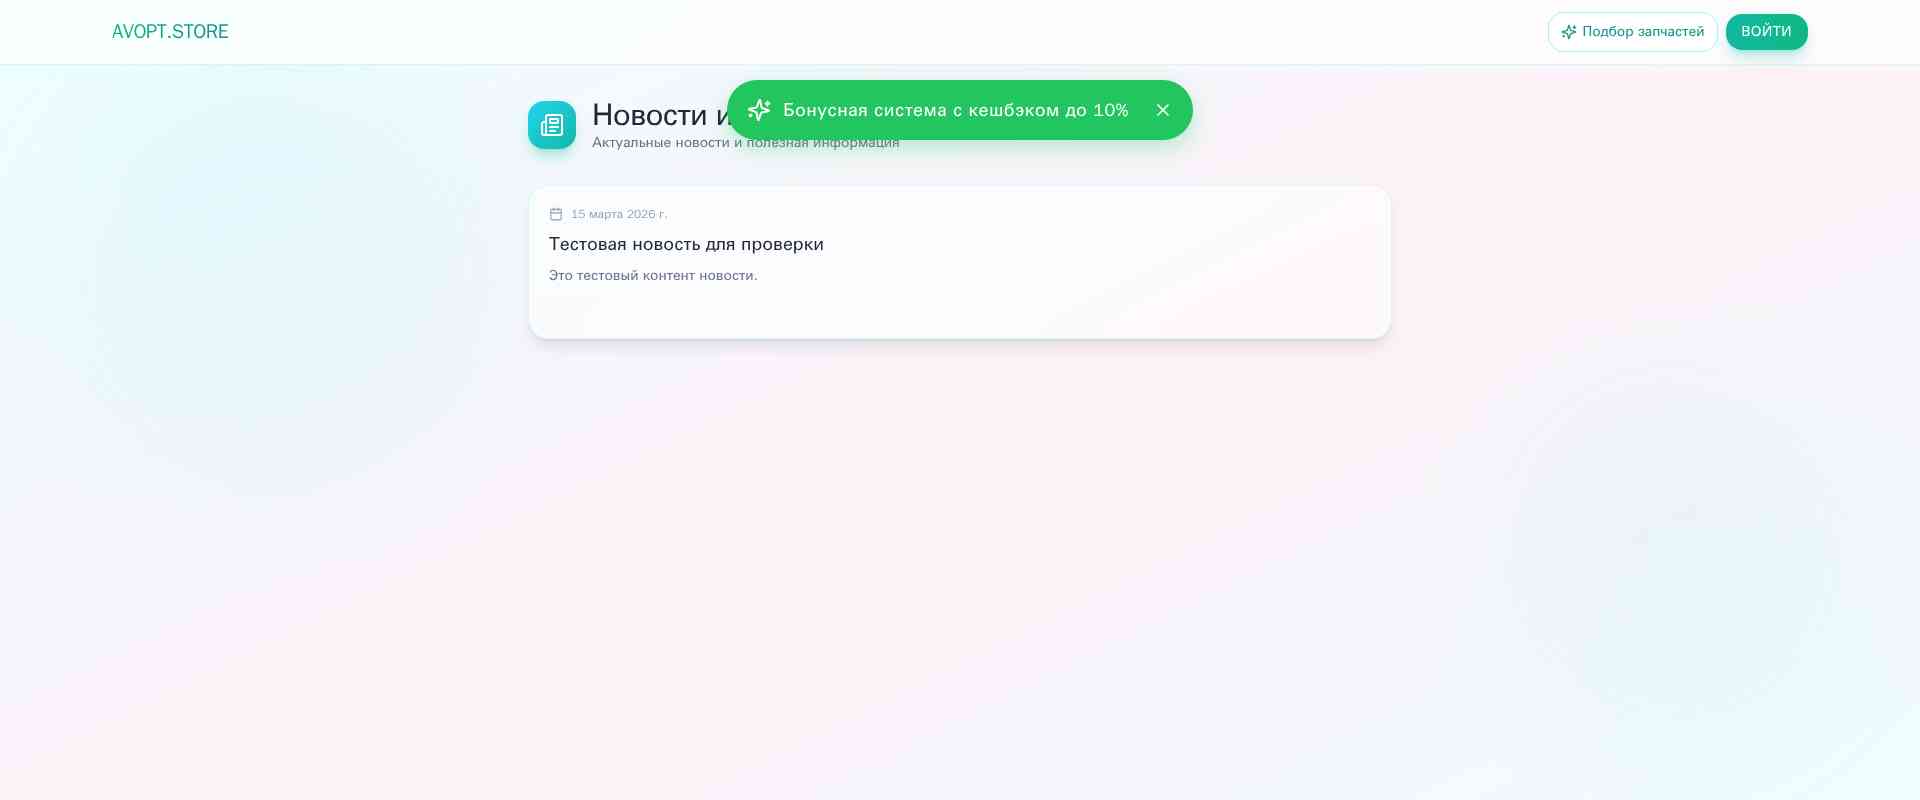 AVOPT.STORE
Подбор запчастей
ВОЙТИ
Бонусная система с кешбэком до 10%
Новости и
Актуальные новости и полезная информация
15 марта 2026 г.
Тестовая новость для проверки
Это тестовый контент новости.